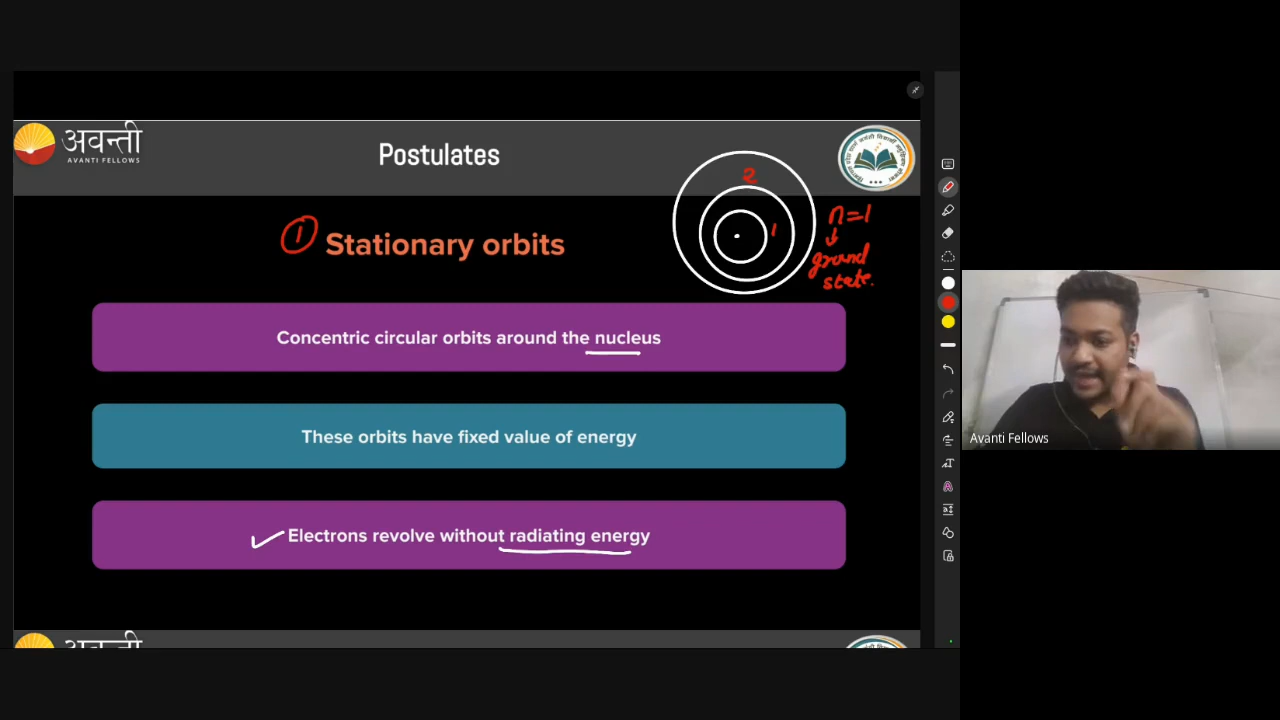 अवन्ती
AVANTI FELLOWS
Postulates
2
1
n=1
↓
ground
state.
① Stationary orbits
Concentric circular orbits around the nucleus
These orbits have fixed value of energy
Electrons revolve without radiating energy
Avanti Fellows
अवन्ती